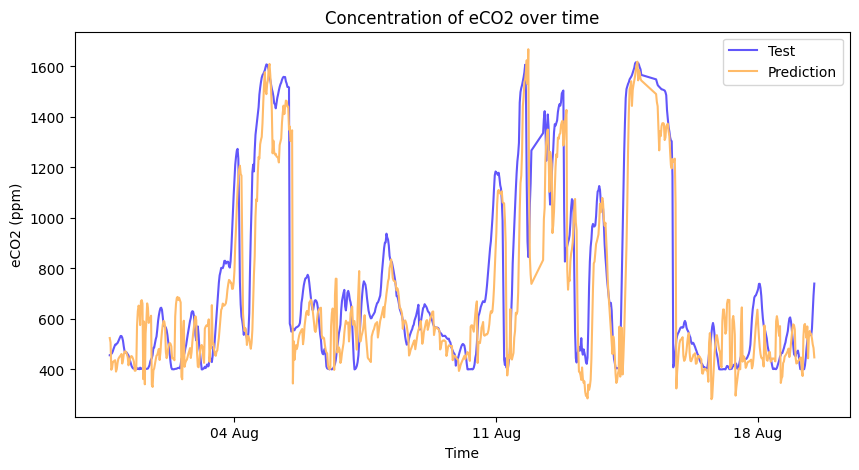 Concentration of eCO2 over time
Test
Prediction
eCO2 (ppm)
1600
1400
1200
1000
800
600
400
04 Aug
11 Aug
18 Aug
Time